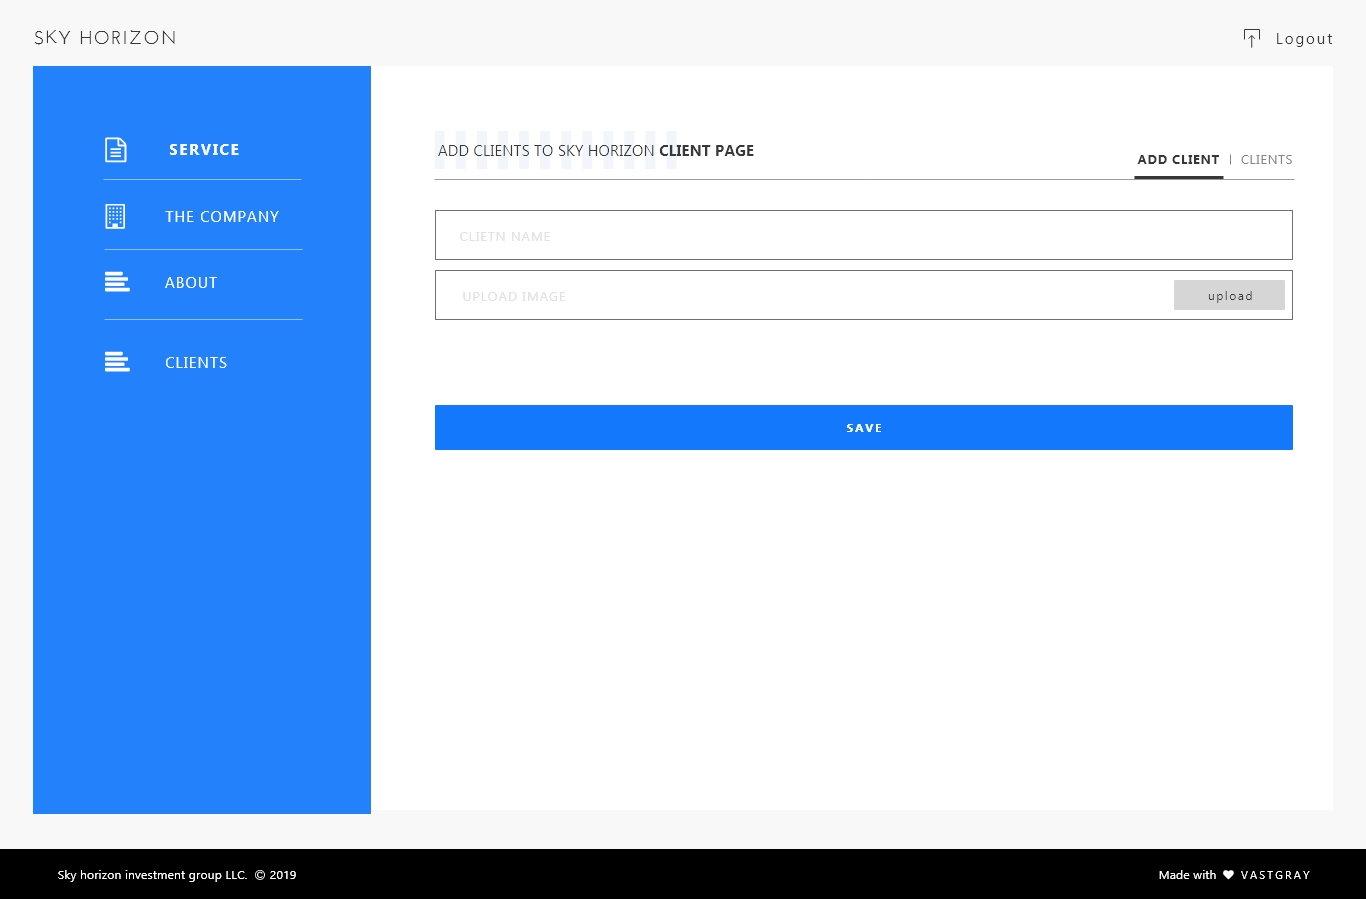 SKY HORIZON
Logout
SERVICE
THE COMPANY
ABOUT
CLIENTS
ADD CLIENTS TO SKY HORIZON CLIENT PAGE
ADD CLIENT | CLIENTS
CLIETN NAME
UPLOAD IMAGE
upload
SAVE
Sky horizon investment group LLC. © 2019
Made with ♥ VASTGRAY